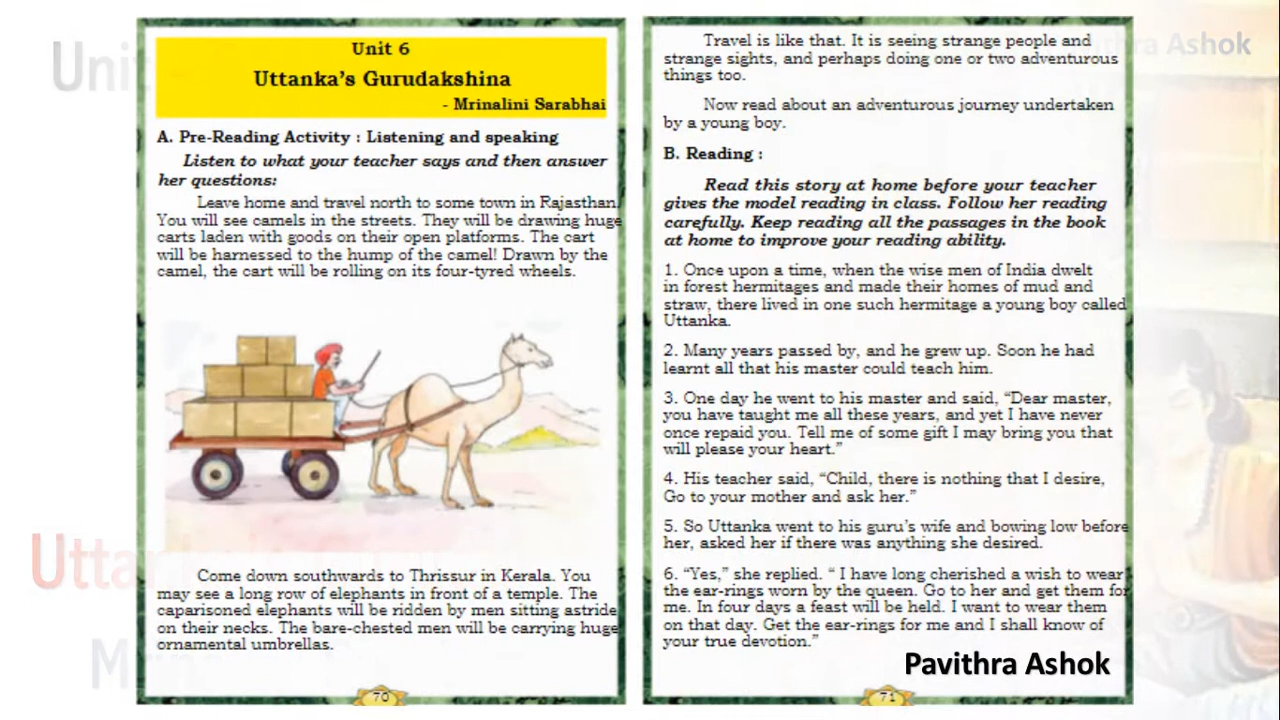 Unit 6
Uttanka's Gurudakshina
- Mrinalini Sarabhai
A. Pre-Reading Activity : Listening and speaking
Listen to what your teacher says and then answer
her questions:
Leave home and travel north to some town in Rajasthan.
You will see camels in the streets. They will be drawing huge
carts laden with goods on their open platforms. The cart
will be harnessed to the hump of the camel! Drawn by the
camel, the cart will be rolling on its four-tyred wheels.
Come down southwards to Thrissur in Kerala. You
may see a long row of elephants in front of a temple. The
caparisoned elephants will be ridden by men sitting astride
on their necks. The bare-chested men will be carrying huge
ornamental umbrellas.
70
Travel is like that. It is seeing strange people and
strange sights, and perhaps doing one or two adventurous
things too.
Now read about an adventurous journey undertaken
by a young boy.
B. Reading :
Read this story at home before your teacher
gives the model reading in class. Follow her reading
carefully. Keep reading all the passages in the book
at home to improve your reading ability.
1. Once upon a time, when the wise men of India dwelt
in forest hermitages and made their homes of mud and
straw, there lived in one such hermitage a young boy called
Uttanka.
2. Many years passed by, and he grew up. Soon he had
learnt all that his master could teach him.
3. One day he went to his master and said, "Dear master,
you have taught me all these years, and yet I have never
once repaid you. Tell me of some gift I may bring you that
will please your heart."
4. His teacher said, "Child, there is nothing that I desire,
Go to your mother and ask her."
5. So Uttanka went to his guru's wife and bowing low before
her, asked her if there was anything she desired.
6. "Yes," she replied. " I have long cherished a wish to wear
the ear-rings worn by the queen. Go to her and get them for
me. In four days a feast will be held. I want to wear them
on that day. Get the ear-rings for me and I shall know of
your true devotion."
71
Pavithra Ashok
Unit
Utta
Ashok